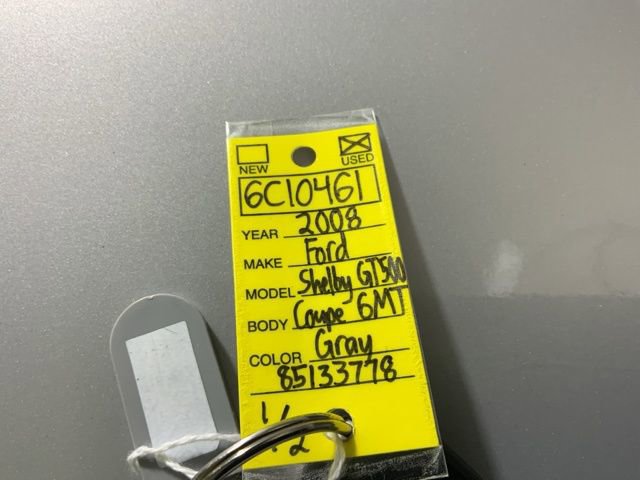 NEW USED
6C10461
YEAR 2008
MAKE Ford
MODEL Shelby GT500
BODY Coupe 6MT
COLOR Gray
85133778
1/2